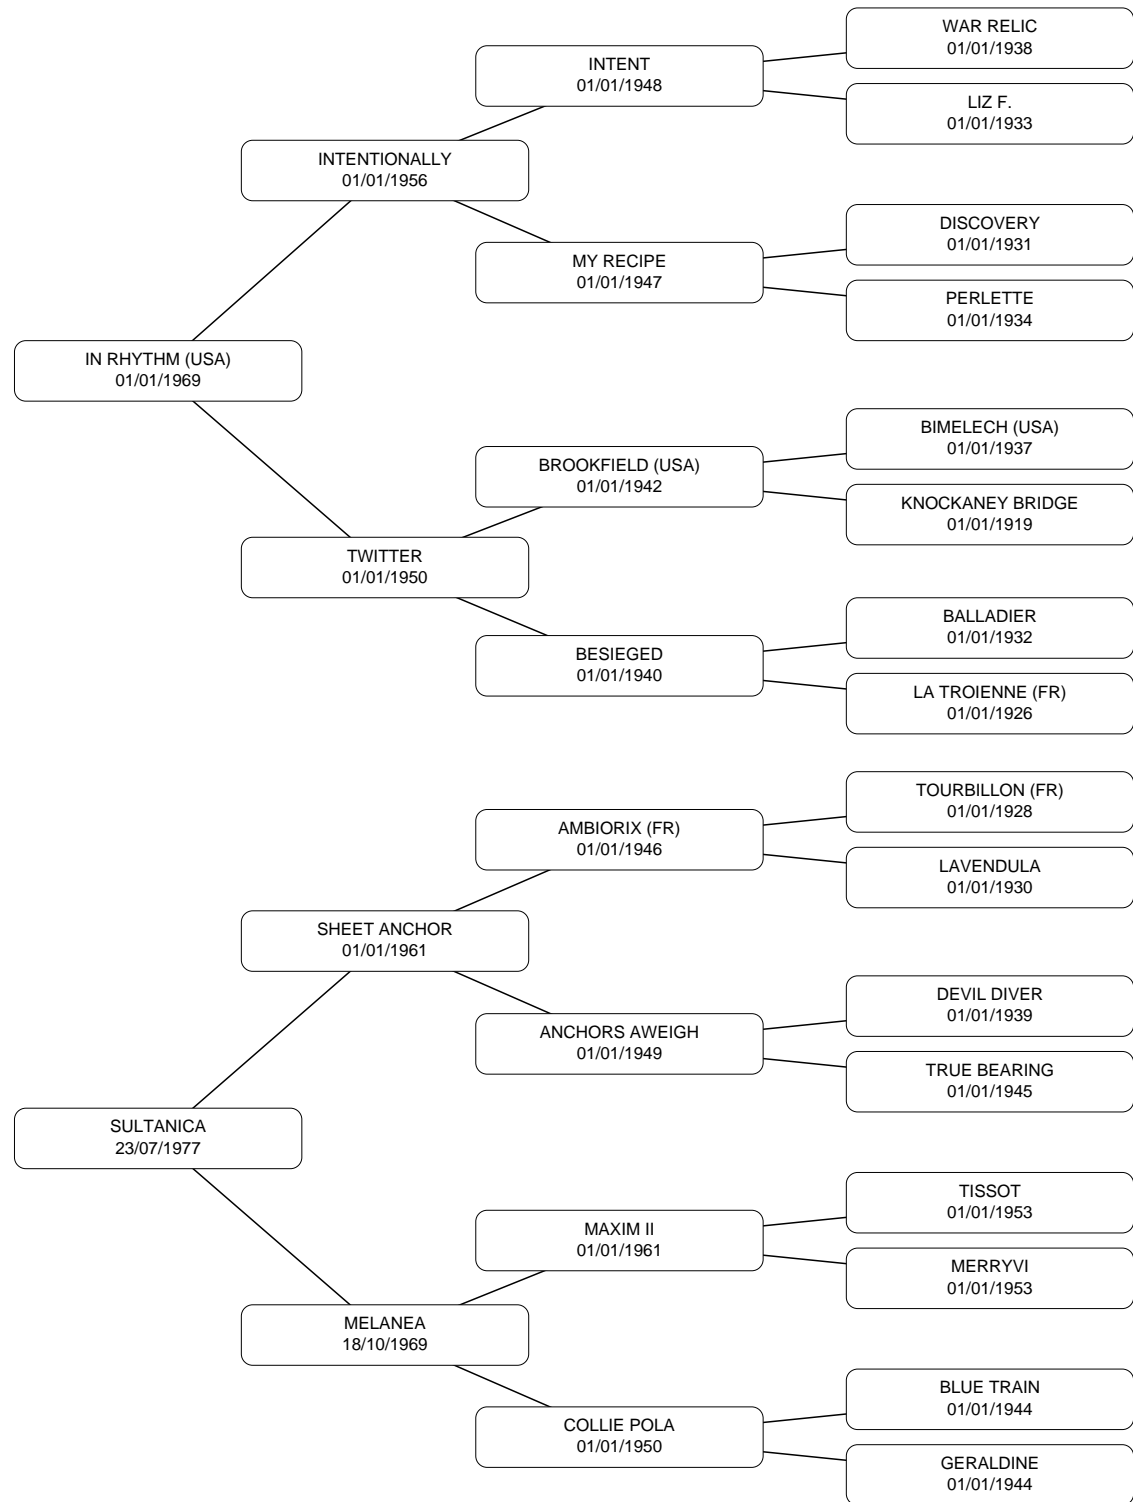 WAR RELIC
01/01/1938
INTENT
01/01/1948
LIZ F.
01/01/1933
INTENTIONALLY
01/01/1956
DISCOVERY
01/01/1931
MY RECIPE
01/01/1947
PERLETTE
01/01/1934
IN RHYTHM (USA)
01/01/1969
BIMELECH (USA)
01/01/1937
BROOKFIELD (USA)
01/01/1942
KNOCKANEY BRIDGE
01/01/1919
TWITTER
01/01/1950
BALLADIER
01/01/1932
BESIEGED
01/01/1940
LA TROIENNE (FR)
01/01/1926
TOURBILLON (FR)
01/01/1928
AMBIORIX (FR)
01/01/1946
LAVENDULA
01/01/1930
SHEET ANCHOR
01/01/1961
DEVIL DIVER
01/01/1939
ANCHORS AWEIGH
01/01/1949
TRUE BEARING
01/01/1945
SULTANICA
23/07/1977
TISSOT
01/01/1953
MAXIM II
01/01/1961
MERRYVI
01/01/1953
MELANEA
18/10/1969
BLUE TRAIN
01/01/1944
COLLIE POLA
01/01/1950
GERALDINE
01/01/1944